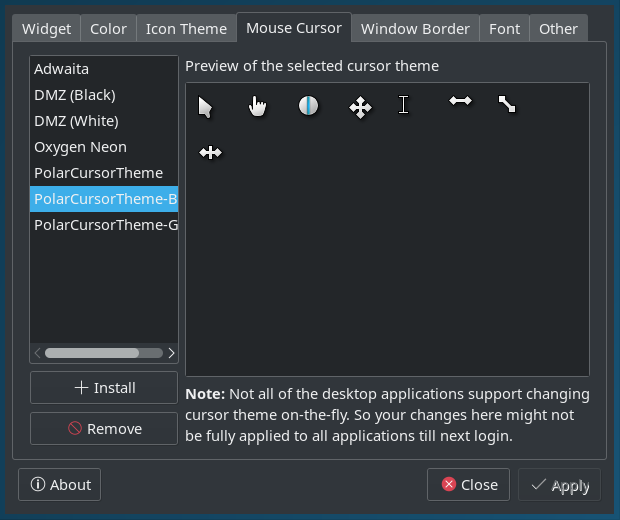 Widget Color Icon Theme Mouse Cursor Window Border Font Other
Adwaita
DMZ (Black)
DMZ (White)
Oxygen Neon
PolarCursorTheme
PolarCursorTheme-B
PolarCursorTheme-G
Install
Remove
Preview of the selected cursor theme
Note: Not all of the desktop applications support changing
cursor theme on-the-fly. So your changes here might not
be fully applied to all applications till next login.
About
Close
Apply